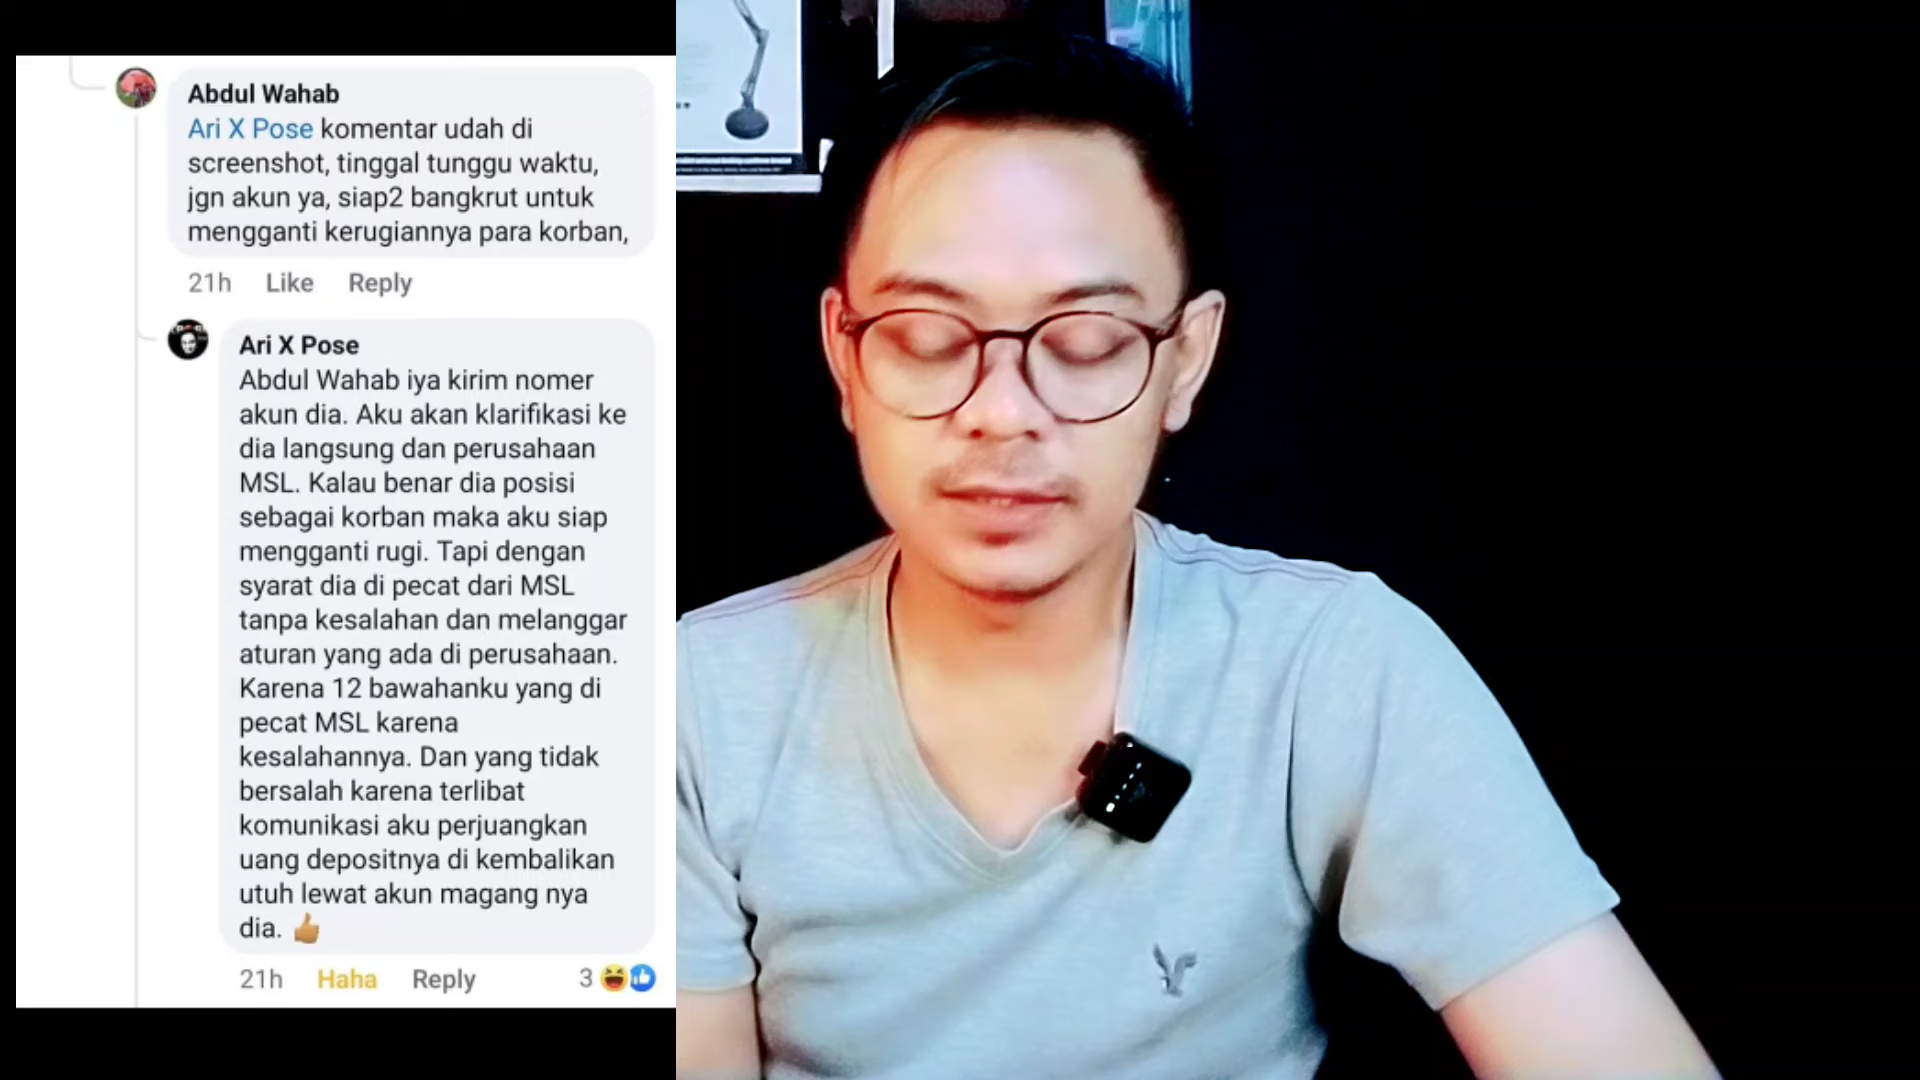 Abdul Wahab
Ari X Pose komentar udah di
screenshot, tinggal tunggu waktu,
jgn akun ya, siap2 bangkrut untuk
mengganti kerugiannya para korban,
21h Like Reply
Ari X Pose
Abdul Wahab iya kirim nomer
akun dia. Aku akan klarifikasi ke
dia langsung dan perusahaan
MSL. Kalau benar dia posisi
sebagai korban maka aku siap
mengganti rugi. Tapi dengan
syarat dia di pecat dari MSL
tanpa kesalahan dan melanggar
aturan yang ada di perusahaan.
Karena 12 bawahanku yang di
pecat MSL karena
kesalahannya. Dan yang tidak
bersalah karena terlibat
komunikasi aku perjuangkan
uang depositnya di kembalikan
utuh lewat akun magang nya
dia. 👍🏽
21h Haha Reply 3